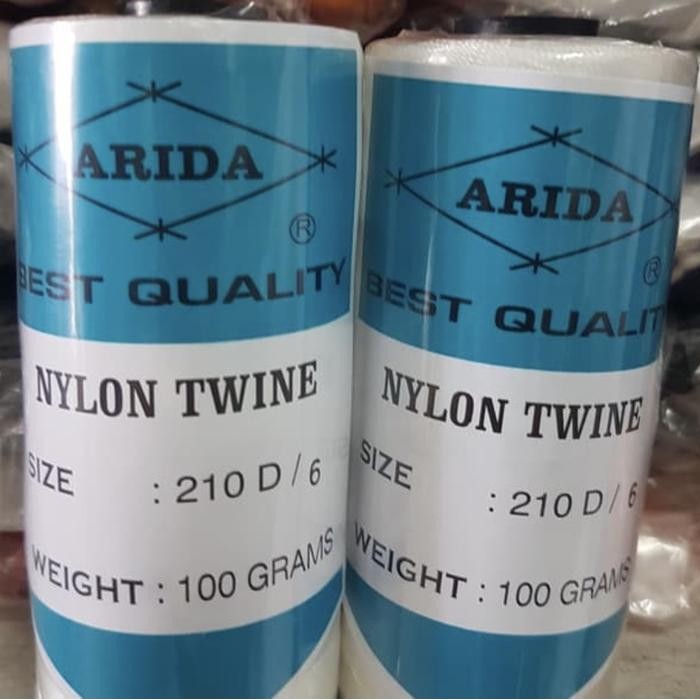 ARIDA
®
BEST QUALITY
NYLON TWINE
SIZE : 210 D / 6
WEIGHT : 100 GRAMS
ARIDA
®
BEST QUALITY
NYLON TWINE
SIZE : 210 D / 6
WEIGHT : 100 GRAMS